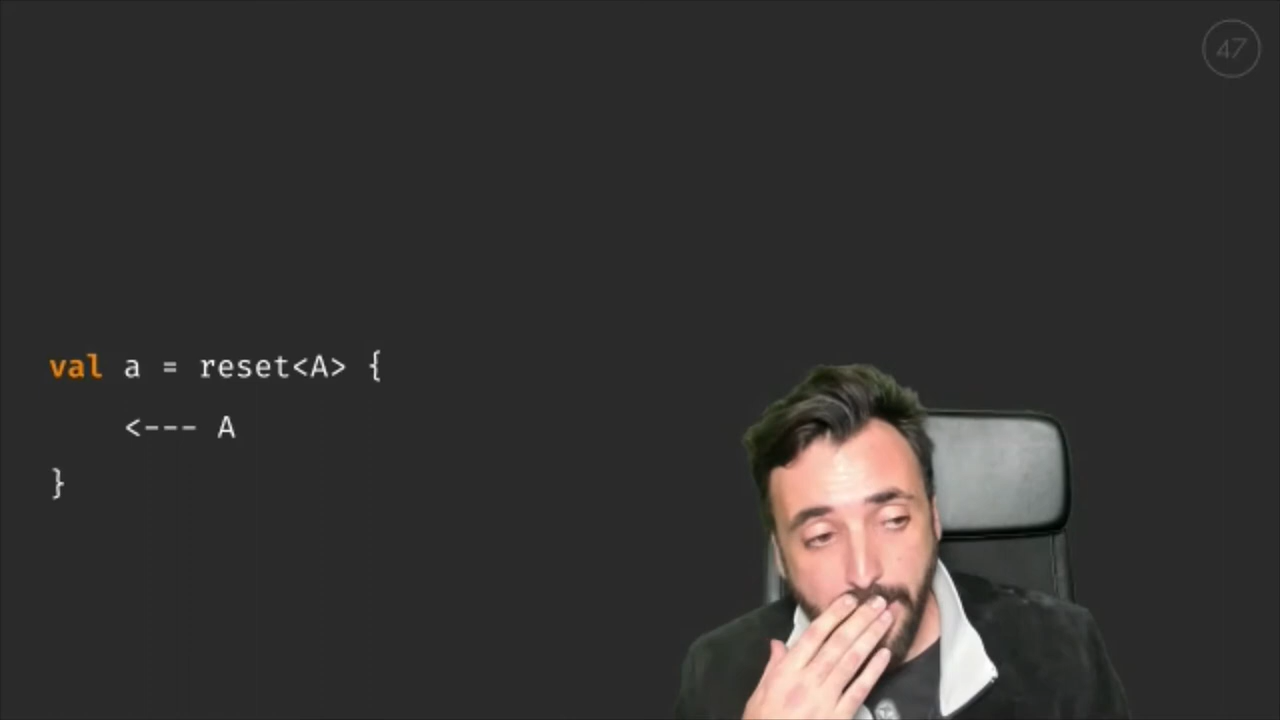 47
val a = reset<A> {
<--- A
}